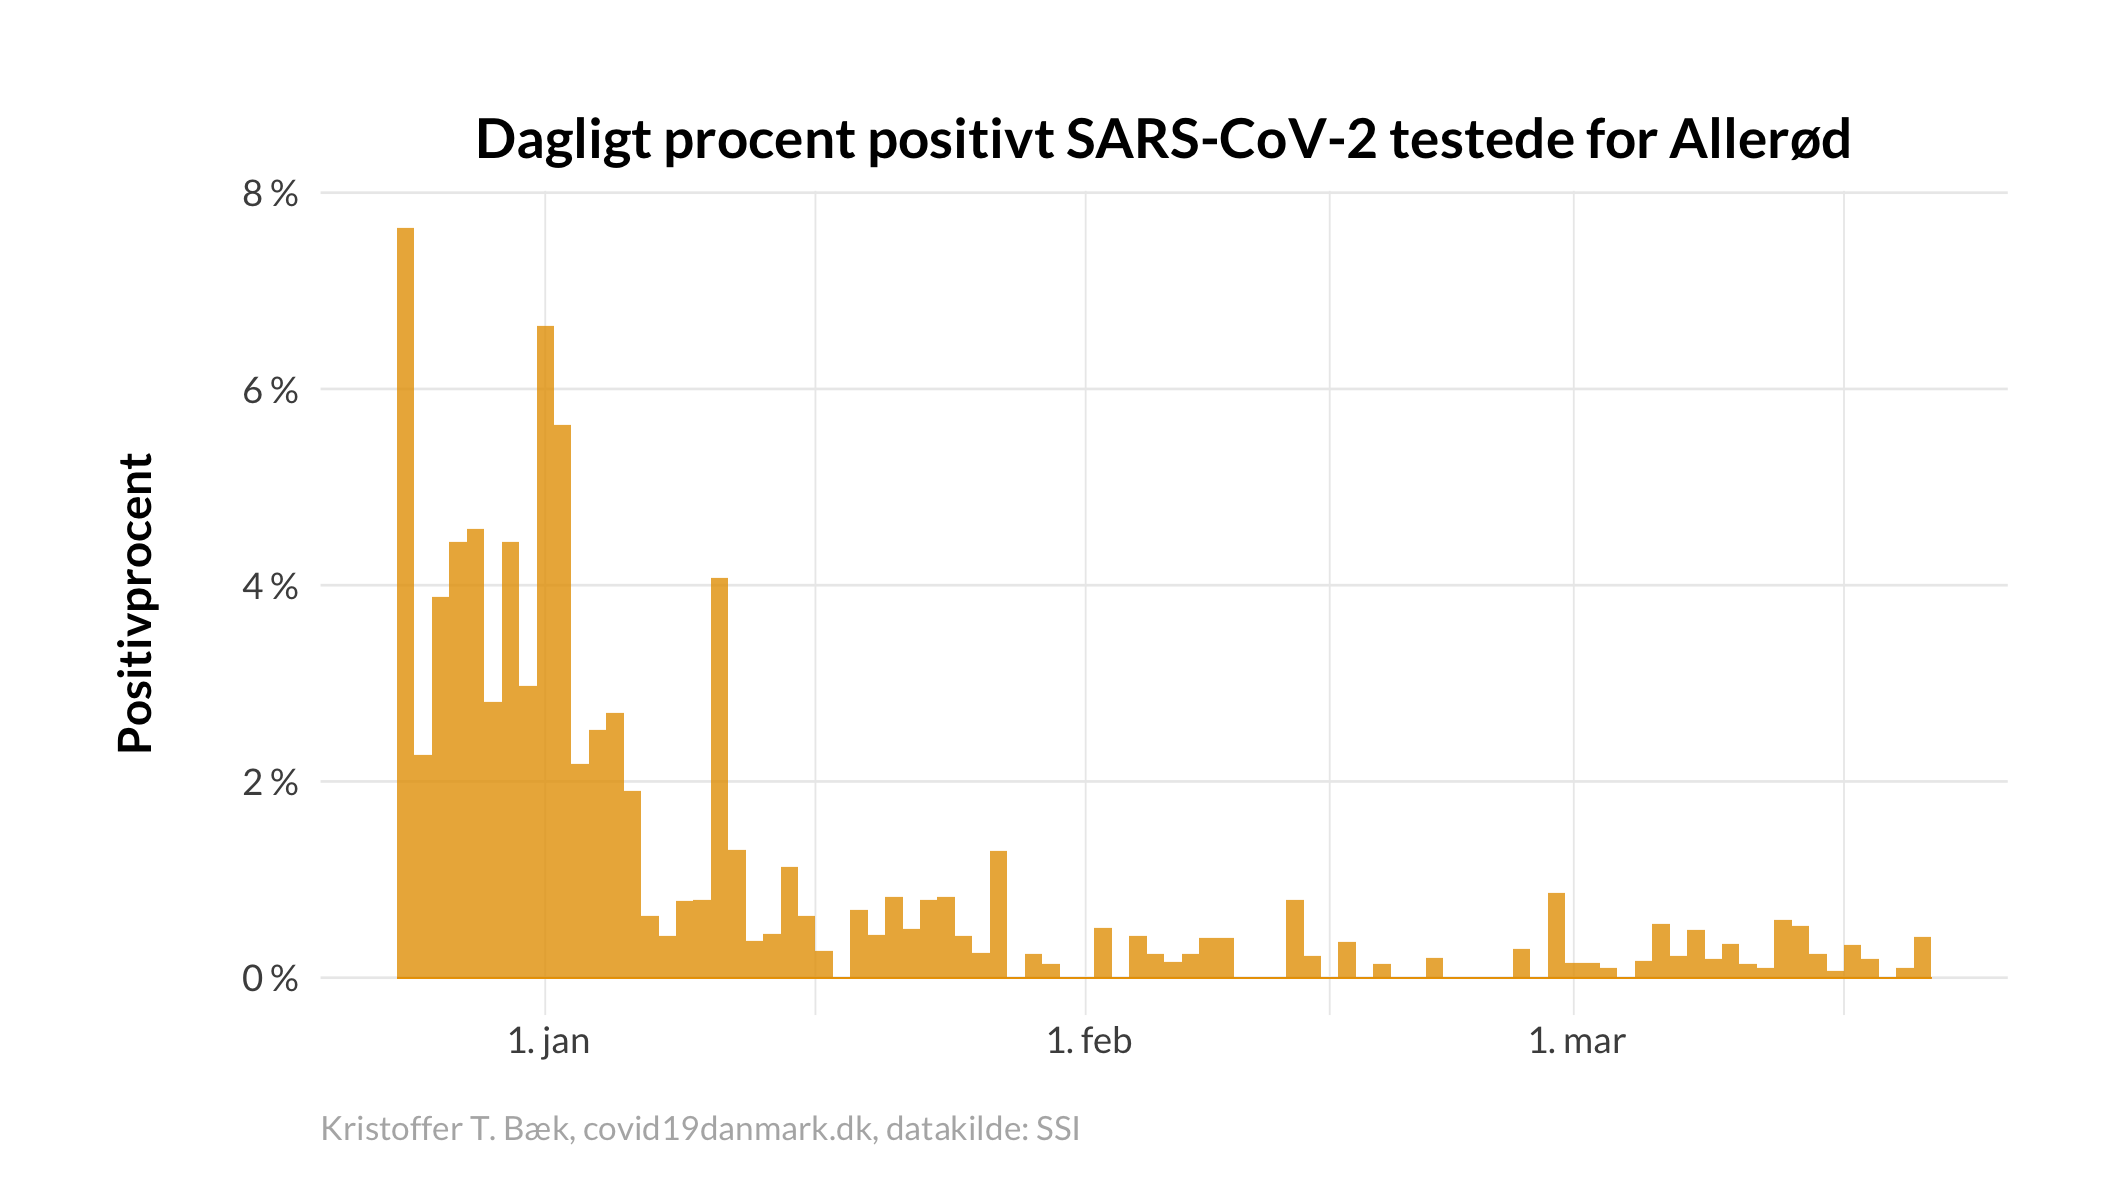 Dagligt procent positivt SARS-CoV-2 testede for Allerød
Positivprocent
8 %
6 %
4 %
2 %
0 %
1. jan
1. feb
1. mar
Kristoffer T. Bæk, covid19danmark.dk, datakilde: SSI